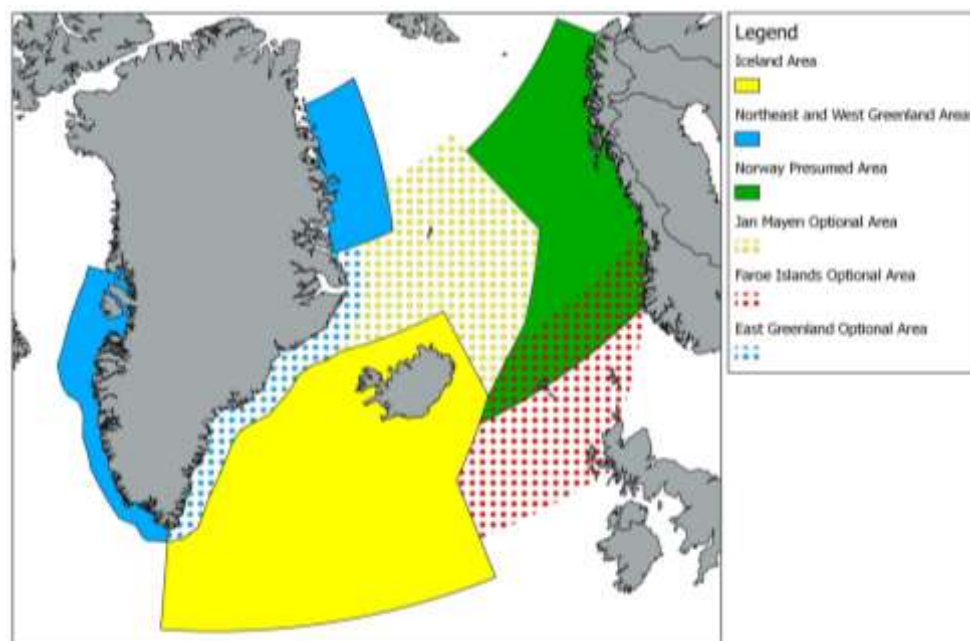 Legend
Iceland Area
Northeast and West Greenland Areas
Norway Presumed Area
Jan Mayen Optional Area
Faroe Islands Optional Area
East Greenland Optional Area